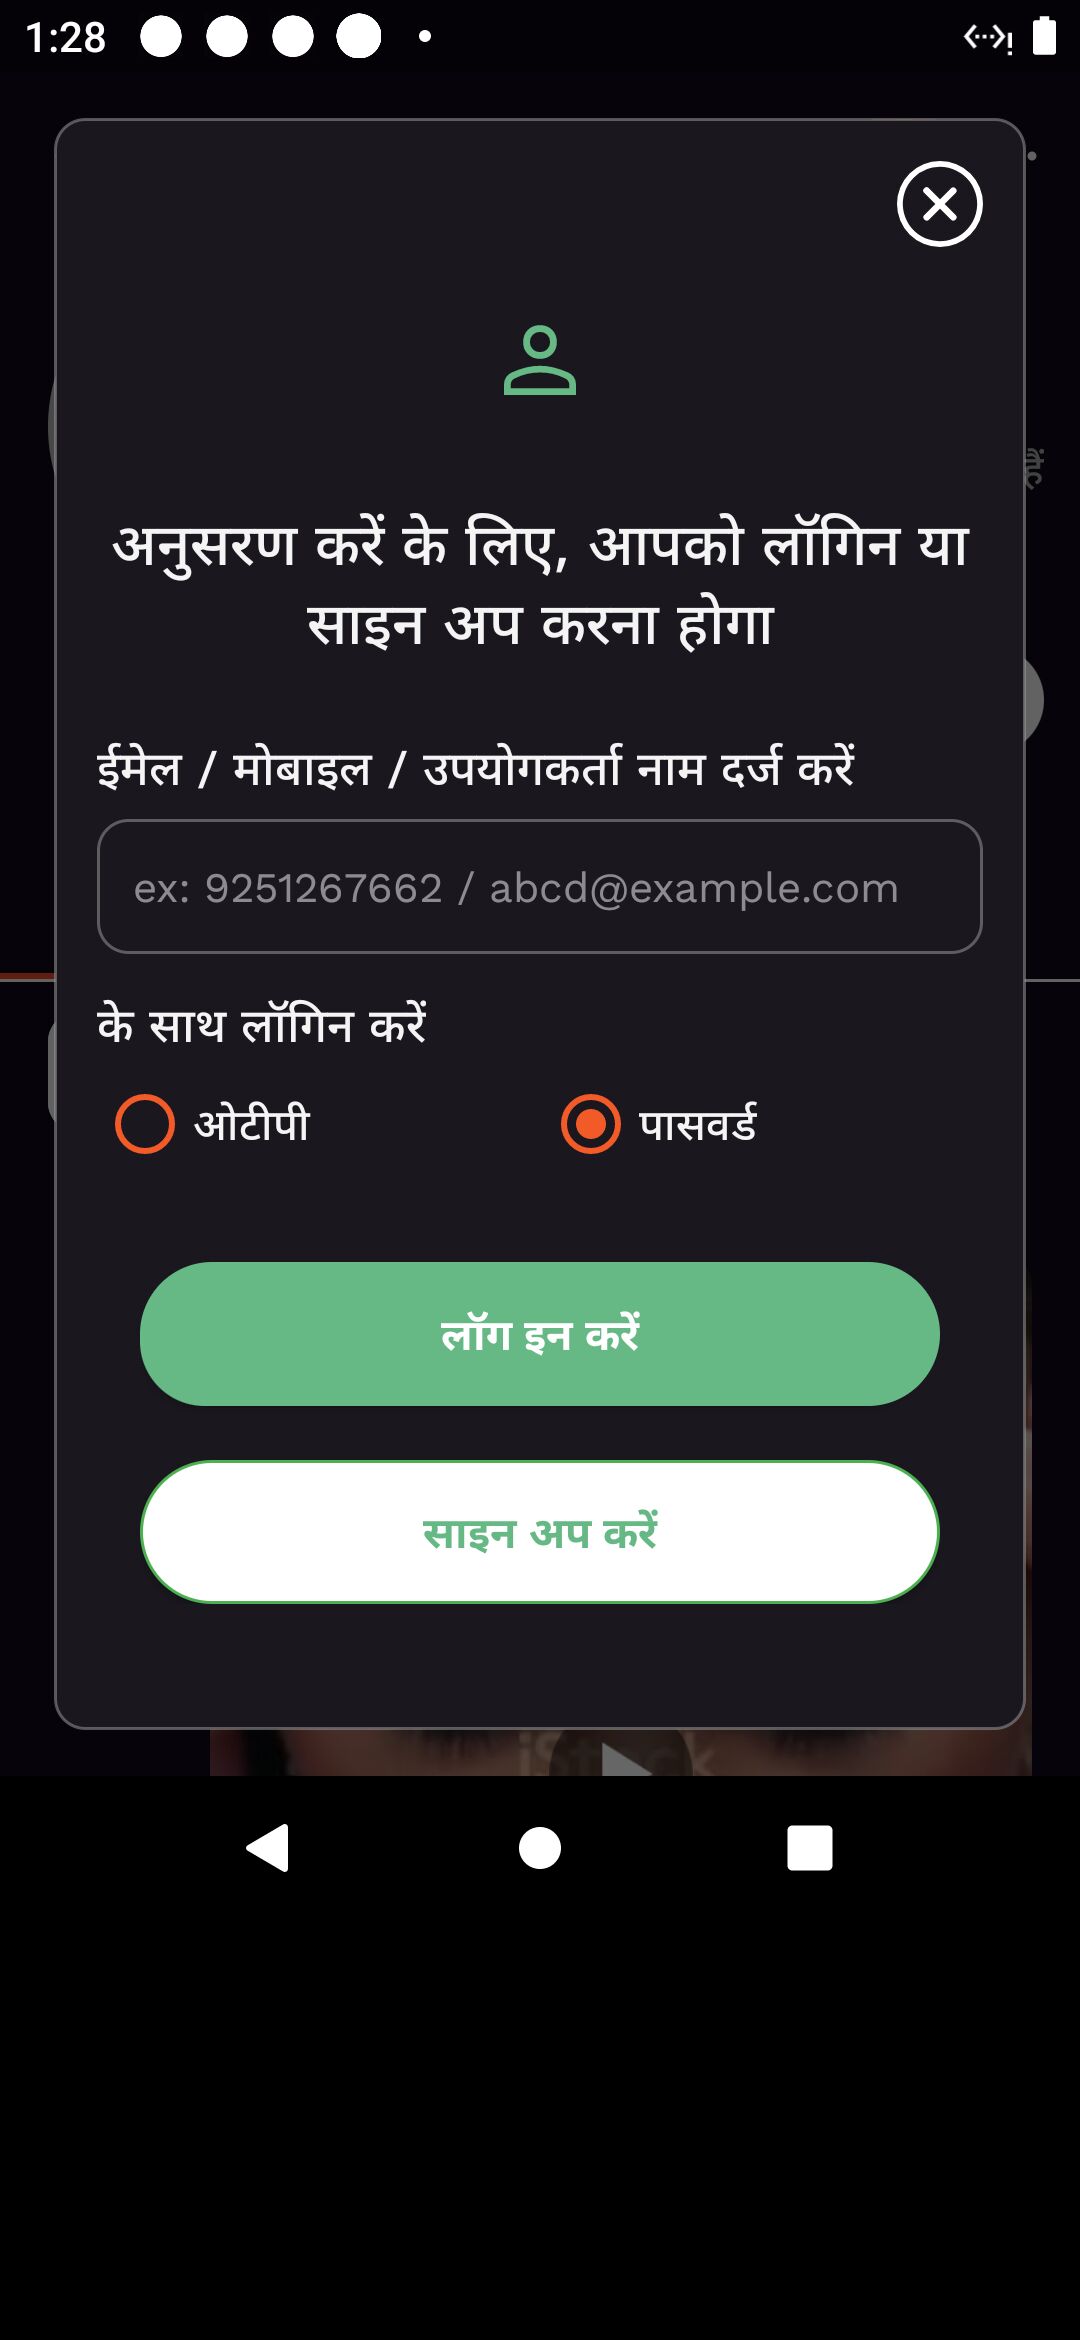 1:28
अनुसरण करें के लिए, आपको लॉगिन या
साइन अप करना होगा
ईमेल / मोबाइल / उपयोगकर्ता नाम दर्ज करें
ex: 9251267662 / abcd@example.com
के साथ लॉगिन करें
ओटीपी
पासवर्ड
लॉग इन करें
साइन अप करें
iStock